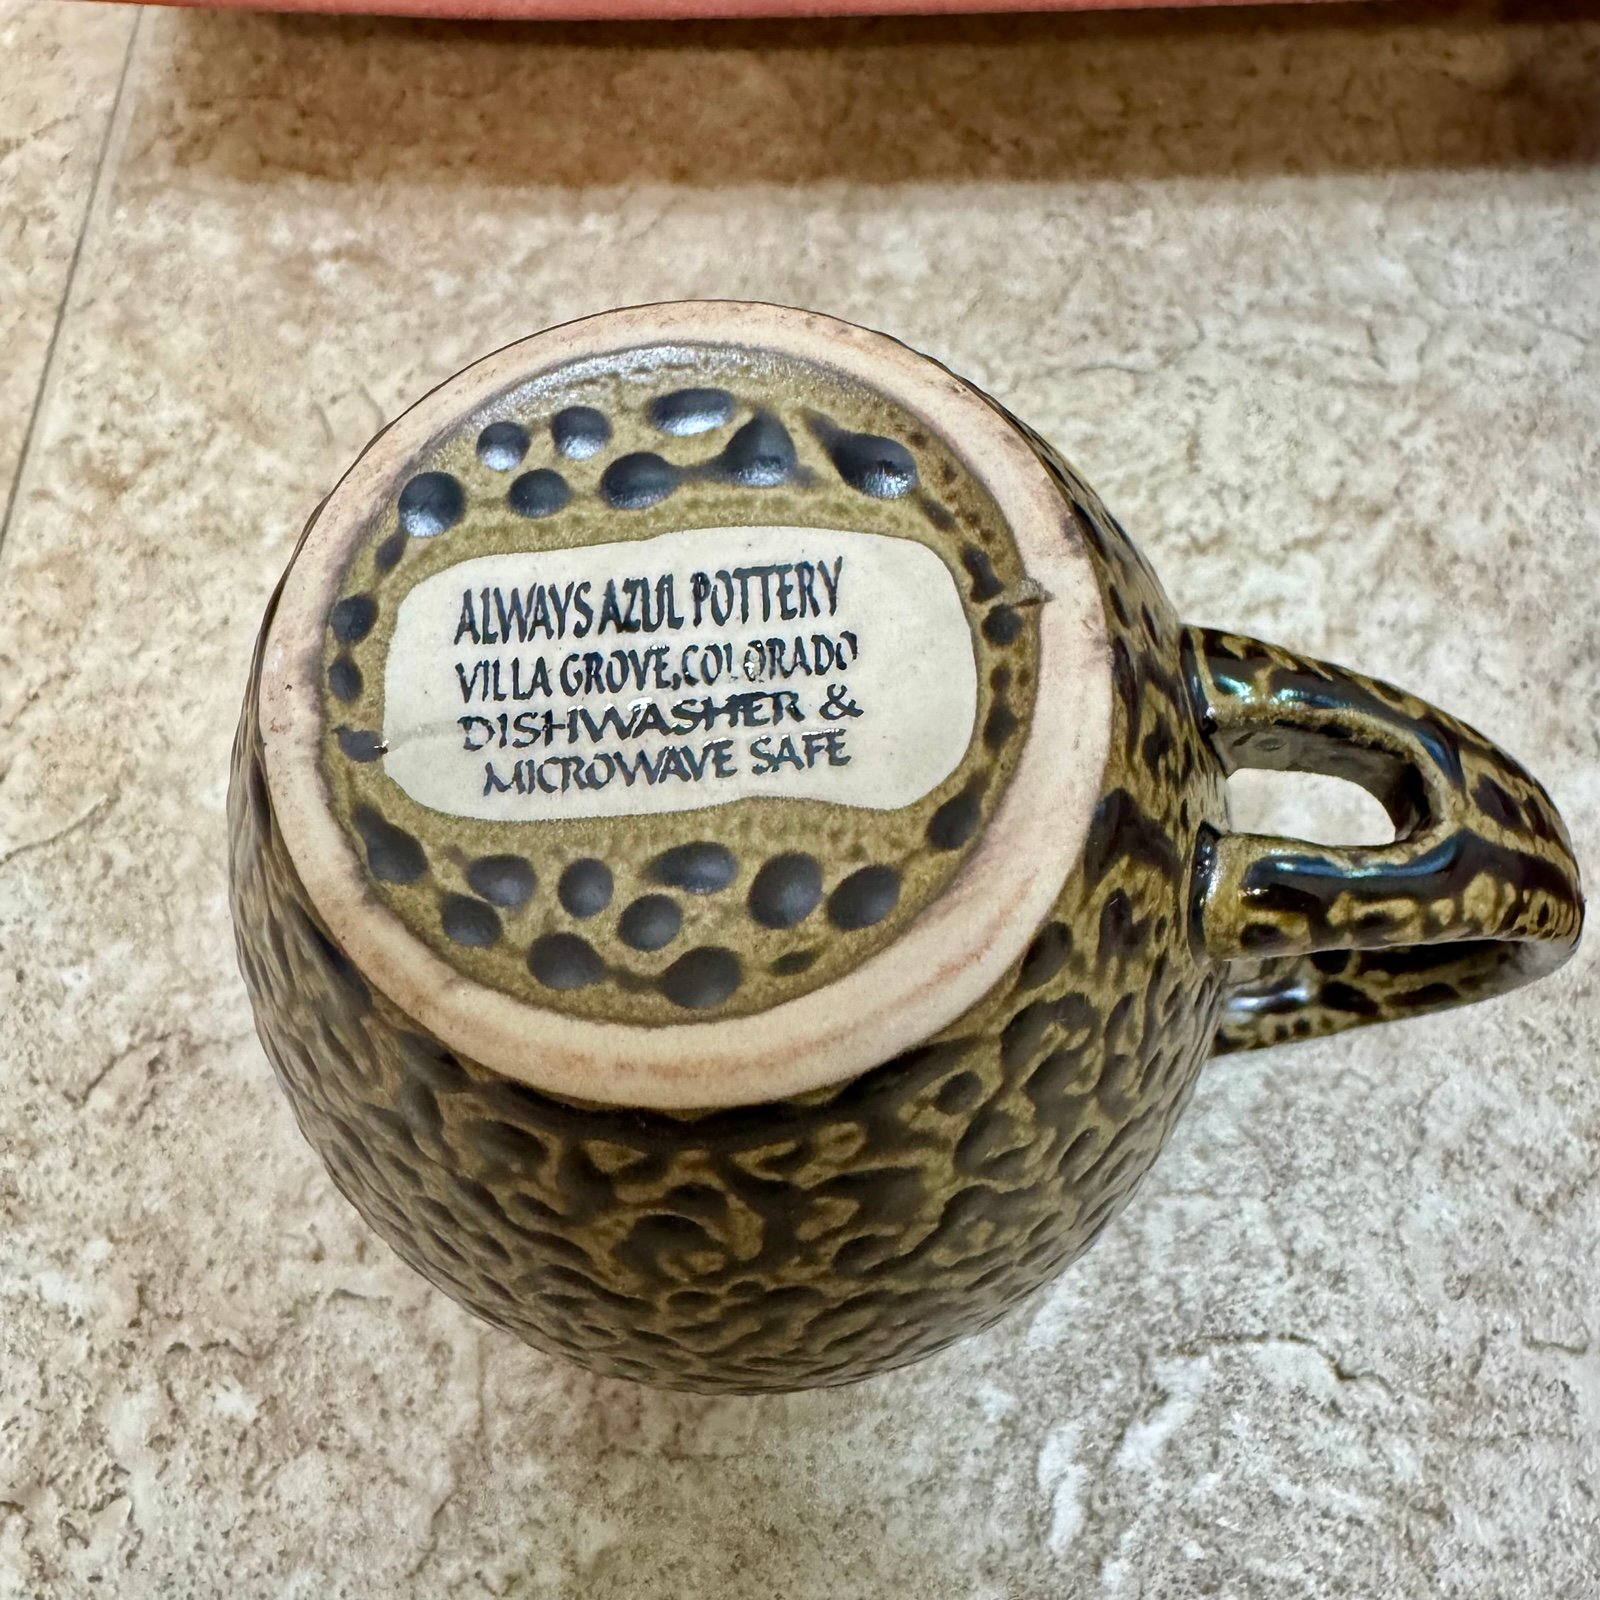 ALWAYS AZUL POTTERY
VILLA GROVE, COLORADO
DISHWASHER &
MICROWAVE SAFE